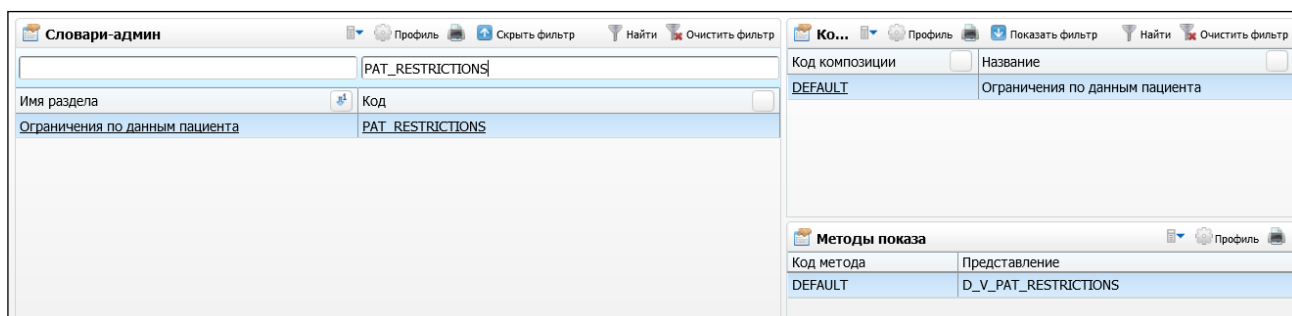 Словари-админ Профиль Скрыть фильтр Найти Очистить фильтр
PAT_RESTRICTIONS
Имя раздела 1 Код
Ограничения по данным пациента PAT_RESTRICTIONS
Ко... Профиль Показать фильтр Найти Очистить фильтр
Код композиции Название
DEFAULT Ограничения по данным пациента
Методы показа Профиль
Код метода Представление
DEFAULT D_V_PAT_RESTRICTIONS